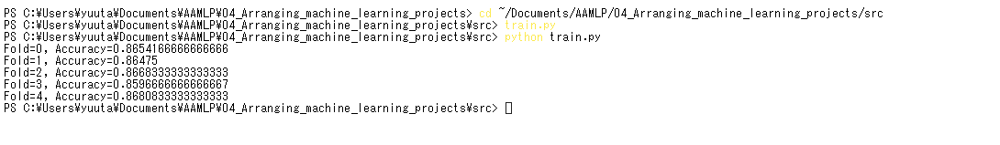 PS C:¥Users¥yuuta¥Documents¥AAMLP¥04_Arranging_machine_learning_projects> cd ~/Documents/AAMLP/04_Arranging_machine_learning_projects/src
PS C:¥Users¥yuuta¥Documents¥AAMLP¥04_Arranging_machine_learning_projects¥src> train.py
PS C:¥Users¥yuuta¥Documents¥AAMLP¥04_Arranging_machine_learning_projects¥src> python train.py
Fold=0, Accuracy=0.8654166666666666
Fold=1, Accuracy=0.86475
Fold=2, Accuracy=0.8668333333333333
Fold=3, Accuracy=0.8596666666666667
Fold=4, Accuracy=0.8680833333333333
PS C:¥Users¥yuuta¥Documents¥AAMLP¥04_Arranging_machine_learning_projects¥src>